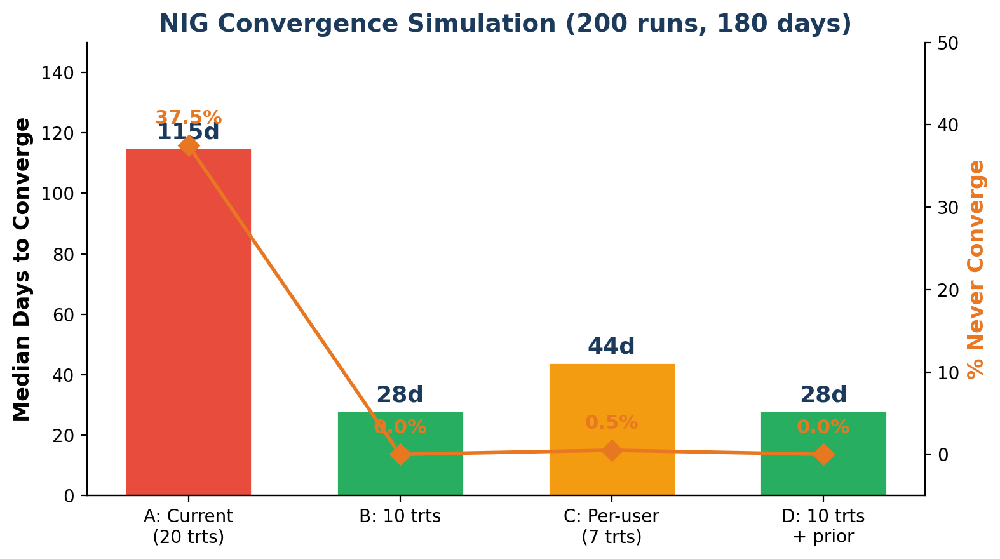 NIG Convergence Simulation (200 runs, 180 days)
Median Days to Converge
140
120
100
80
60
40
20
0
37.5%
115d
28d
0.0%
44d
0.5%
28d
0.0%
50
40
30
20
10
0
% Never Converge
A: Current
(20 trts)
B: 10 trts
C: Per-user
(7 trts)
D: 10 trts
+ prior